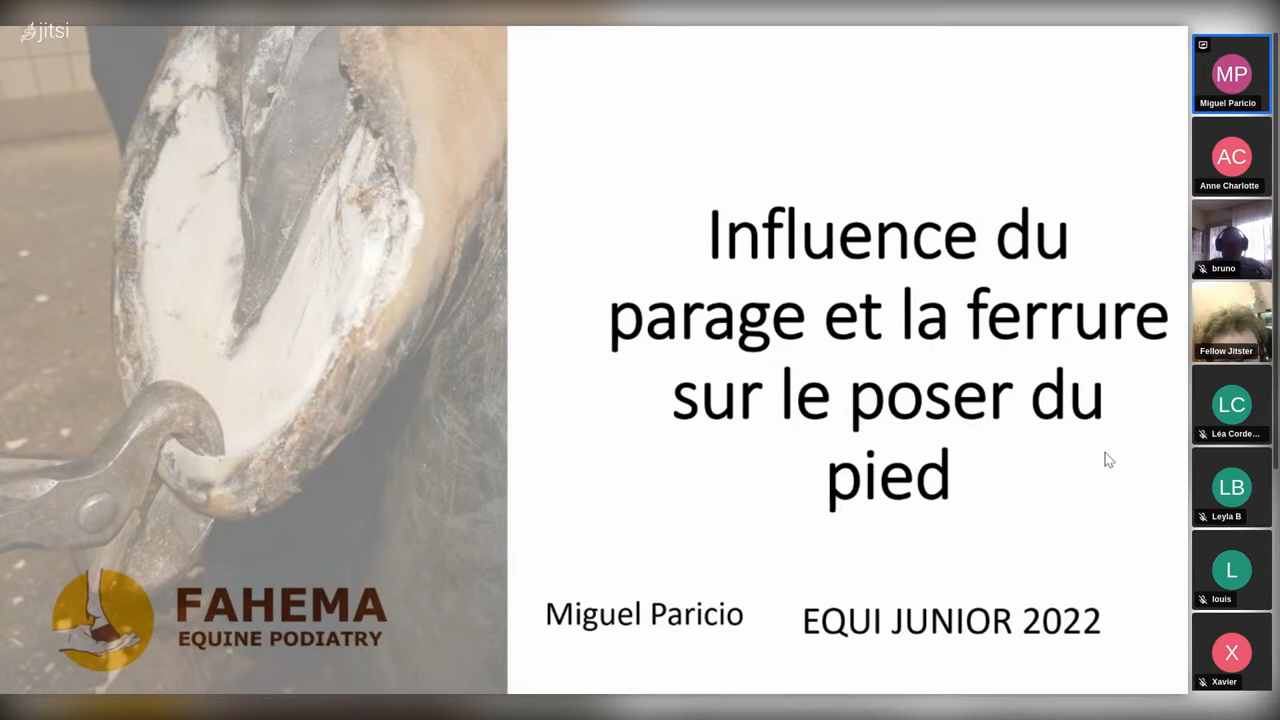 jitsi
Influence du
parage et la ferrure
sur le poser du
pied
Miguel Paricio
EQUI JUNIOR 2022
FAHEMA
EQUINE PODIATRY
MP
Miguel Paricio
AC
Anne Charlotte
bruno
Fellow Jitster
LC
Léa Corde...
LB
Leyla B
L
louis
X
Xavier